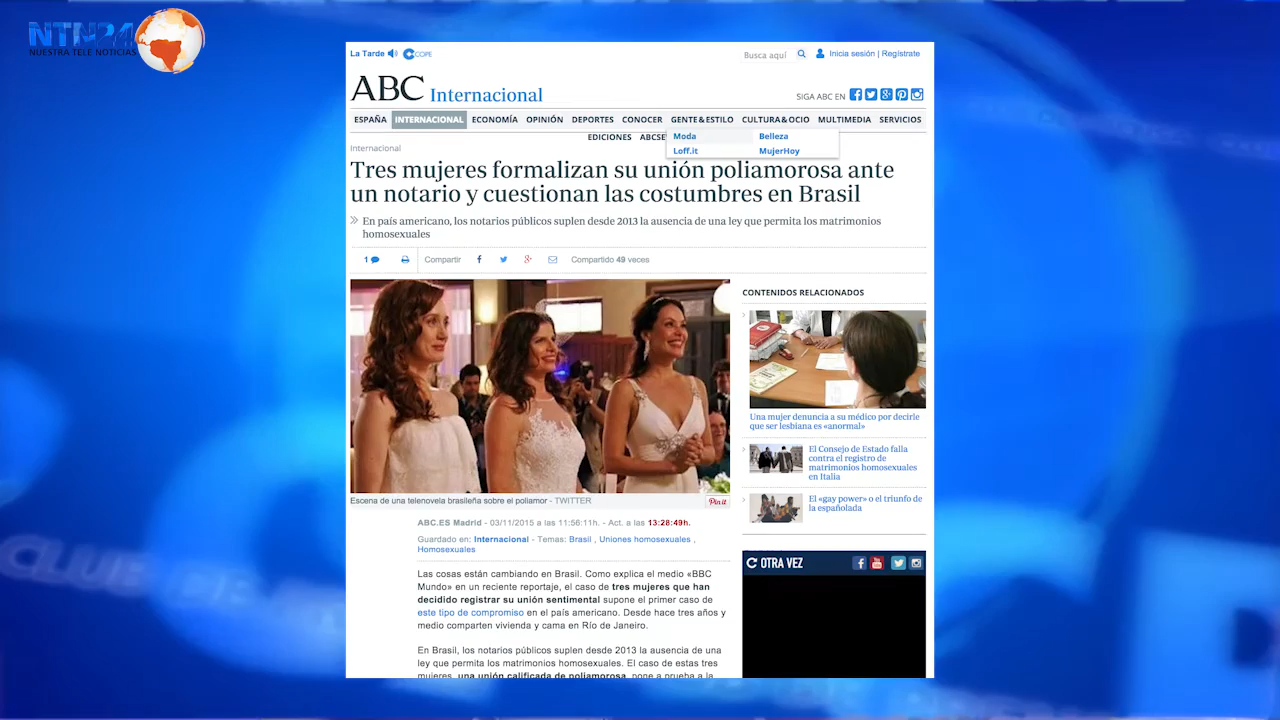 NTN24
NUESTRA TELE NOTICIAS
La Tarde COPE
Busca aquí
Inicia sesión | Regístrate
ABC Internacional
SIGA ABC EN
ESPAÑA INTERNACIONAL ECONOMÍA OPINIÓN DEPORTES CONOCER GENTE&ESTILO CULTURA&OCIO MULTIMEDIA SERVICIOS
EDICIONES ABCSE
Moda Belleza
Loff.it MujerHoy
Internacional
Tres mujeres formalizan su unión poliamorosa ante
un notario y cuestionan las costumbres en Brasil
En país americano, los notarios públicos suplen desde 2013 la ausencia de una ley que permita los matrimonios
homosexuales
1 Compartir Compartido 49 veces
Escena de una telenovela brasileña sobre el poliamor - TWITTER
Pin it
ABC.ES Madrid - 03/11/2015 a las 11:56:11h. - Act. a las 13:28:49h.
Guardado en: Internacional - Temas: Brasil , Uniones homosexuales ,
Homosexuales
Las cosas están cambiando en Brasil. Como explica el medio «BBC
Mundo» en un reciente reportaje, el caso de tres mujeres que han
decidido registrar su unión sentimental supone el primer caso de
este tipo de compromiso en el país americano. Desde hace tres años y
medio comparten vivienda y cama en Río de Janeiro.
En Brasil, los notarios públicos suplen desde 2013 la ausencia de una
ley que permita los matrimonios homosexuales. El caso de estas tres
mujeres, una unión calificada de poliamorosa, pone a prueba a la
CONTENIDOS RELACIONADOS
Una mujer denuncia a su médico por decirle
que ser lesbiana es «anormal»
El Consejo de Estado falla
contra el registro de
matrimonios homosexuales
en Italia
El «gay power» o el triunfo de
la españolada
OTRA VEZ